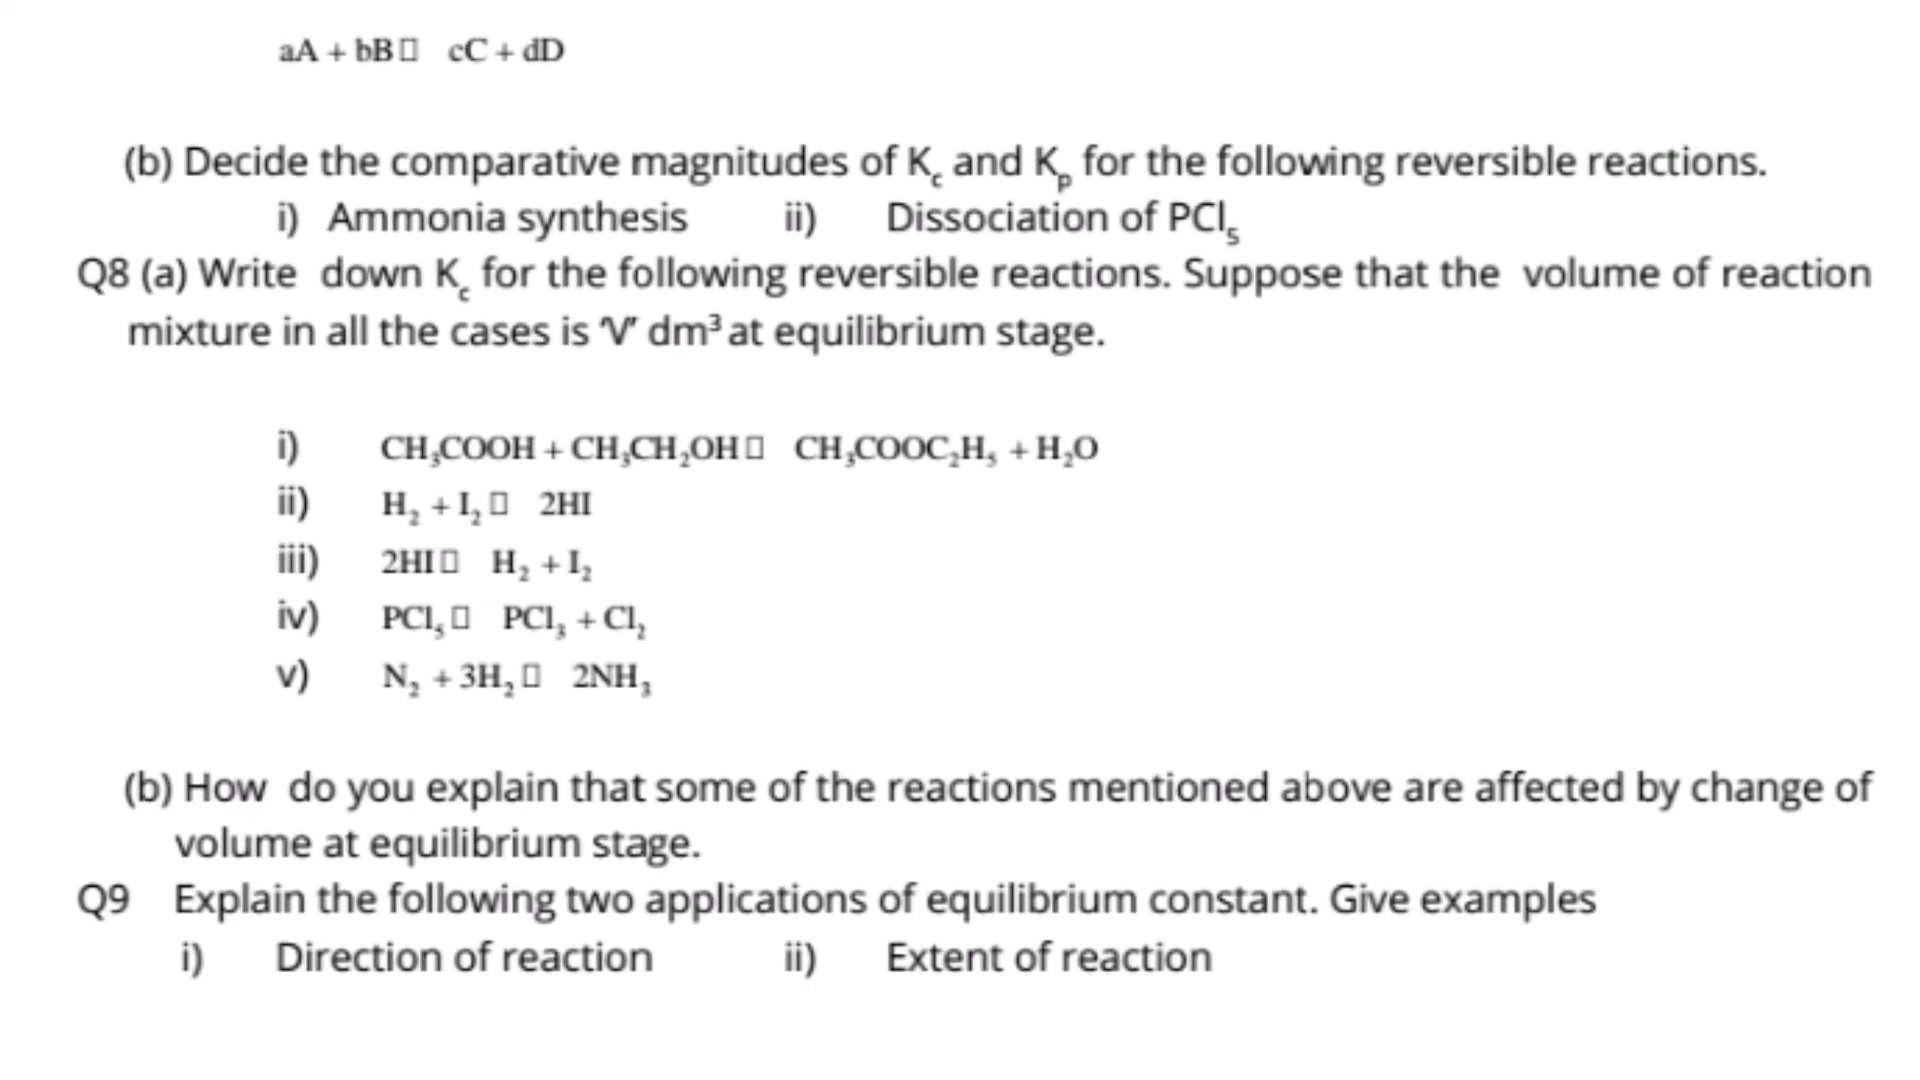 aA + bB▯ cC + dD
(b) Decide the comparative magnitudes of K꜀ and Kₚ for the following reversible reactions.
i) Ammonia synthesis ii) Dissociation of PCl₅
Q8 (a) Write down K꜀ for the following reversible reactions. Suppose that the volume of reaction
mixture in all the cases is 'V' dm³ at equilibrium stage.
i) CH₃COOH + CH₃CH₂OH▯ CH₃COOC₂H₅ + H₂O
ii) H₂ + I₂▯ 2HI
iii) 2HI▯ H₂ + I₂
iv) PCl₅▯ PCl₃ + Cl₂
v) N₂ + 3H₂▯ 2NH₃
(b) How do you explain that some of the reactions mentioned above are affected by change of
volume at equilibrium stage.
Q9 Explain the following two applications of equilibrium constant. Give examples
i) Direction of reaction ii) Extent of reaction